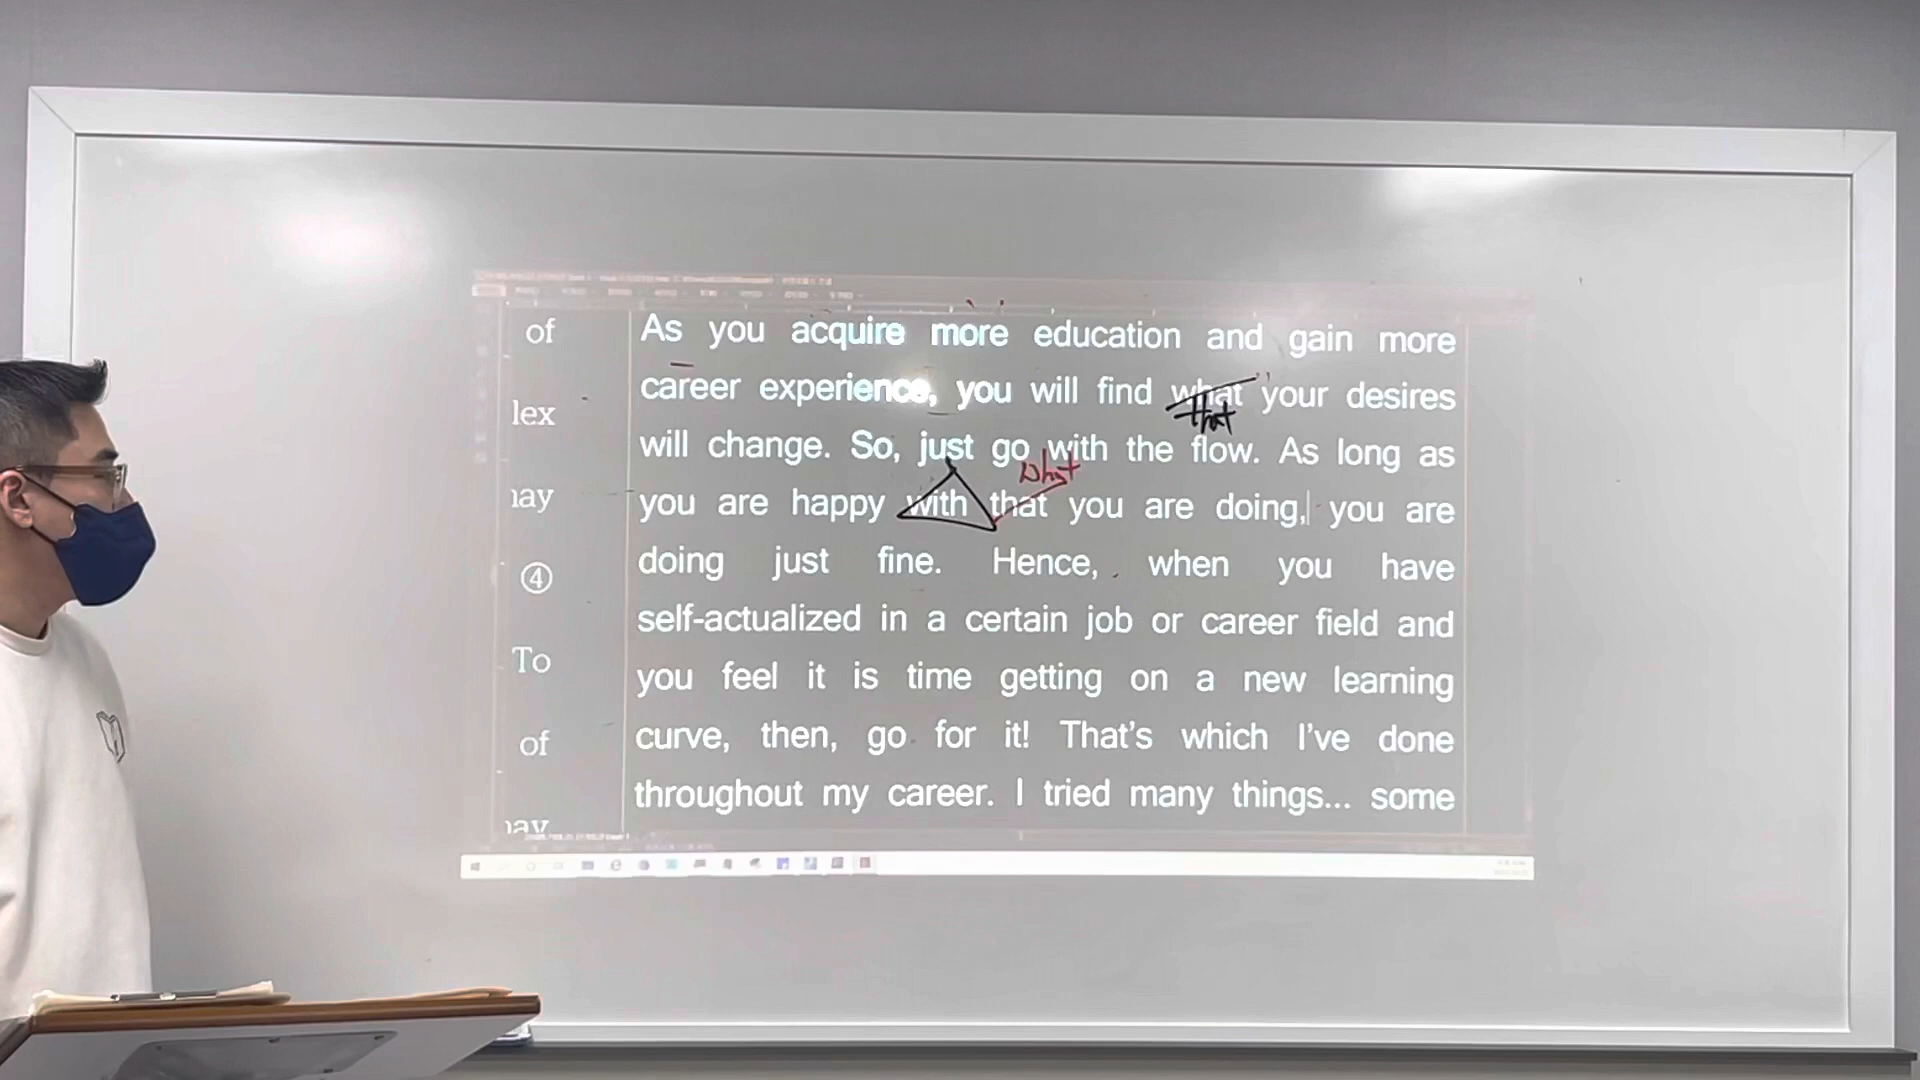 of
lex
nay
④
To
of
nay
As you acquire more education and gain more
career experience, you will find what your desires
that
will change. So, just go with the flow. As long as
what
you are happy with that you are doing, you are
doing just fine. Hence, when you have
self-actualized in a certain job or career field and
you feel it is time getting on a new learning
curve, then, go for it! That's which I've done
throughout my career. I tried many things... some